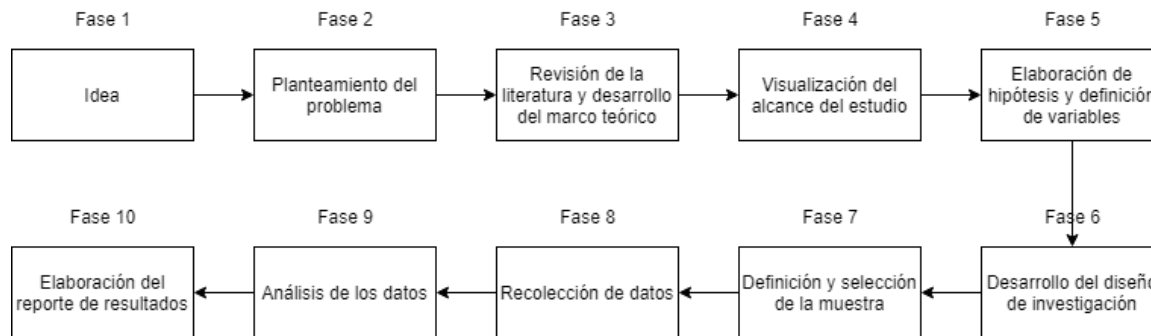 Fase 1
Fase 2
Fase 3
Fase 4
Fase 5
Idea
Planteamiento del
problema
Revisión de la
literatura y desarrollo
del marco teórico
Visualización del
alcance del estudio
Elaboración de
hipótesis y definición
de variables
Fase 10
Fase 9
Fase 8
Fase 7
Fase 6
Elaboración del
reporte de resultados
Análisis de los datos
Recolección de datos
Definición y selección
de la muestra
Desarrollo del diseño
de investigación